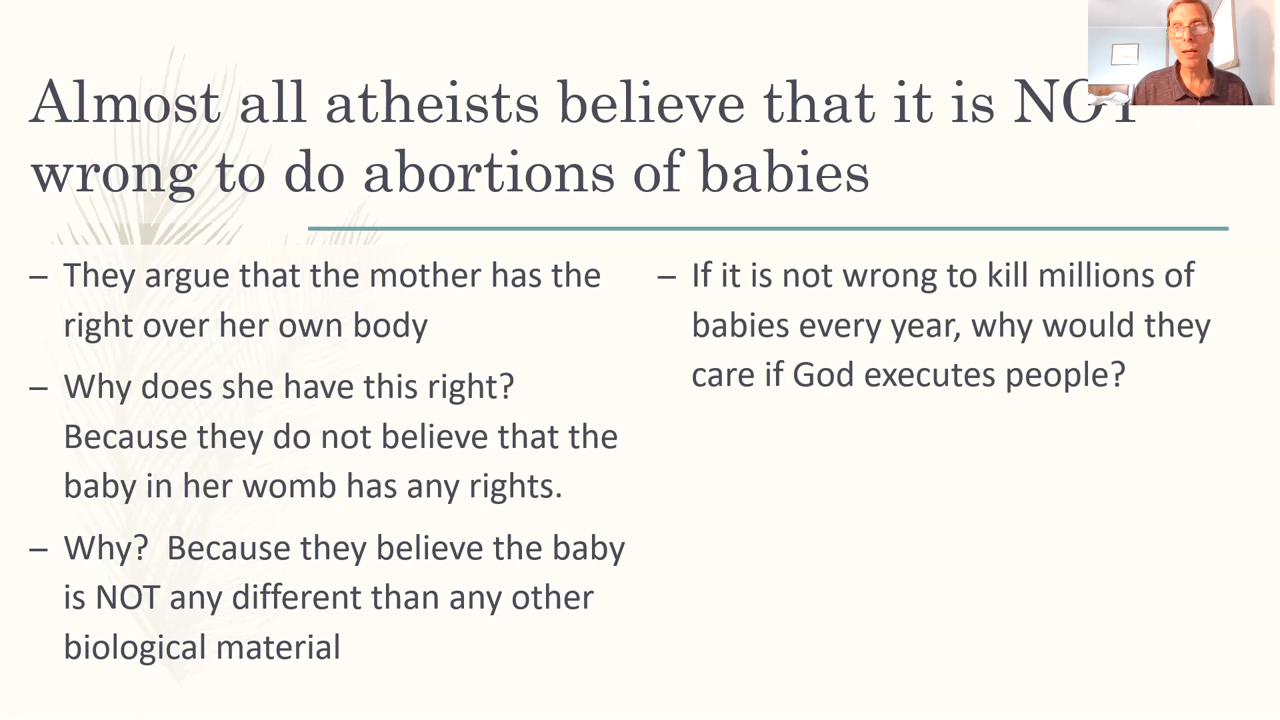 Almost all atheists believe that it is NOT
wrong to do abortions of babies
– They argue that the mother has the
right over her own body
– Why does she have this right?
Because they do not believe that the
baby in her womb has any rights.
– Why?  Because they believe the baby
is NOT any different than any other
biological material
– If it is not wrong to kill millions of
babies every year, why would they
care if God executes people?